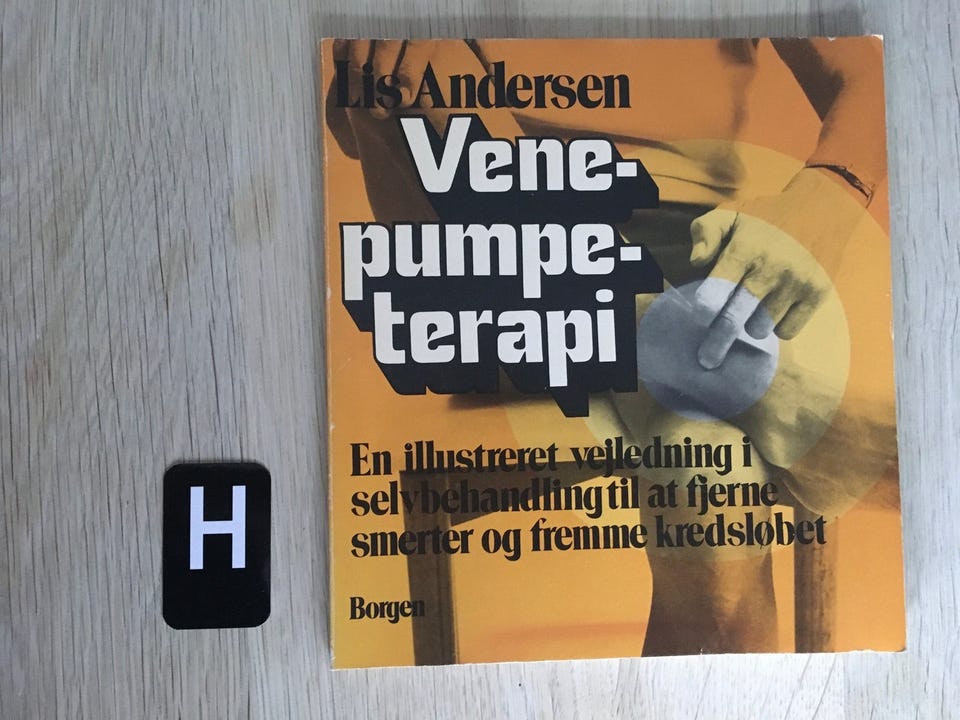 Lis Andersen
Vene-
pumpe-
terapi
En illustreret vejledning i
selvbehandling til at fjerne
smerter og fremme kredsløbet
Borgen
H